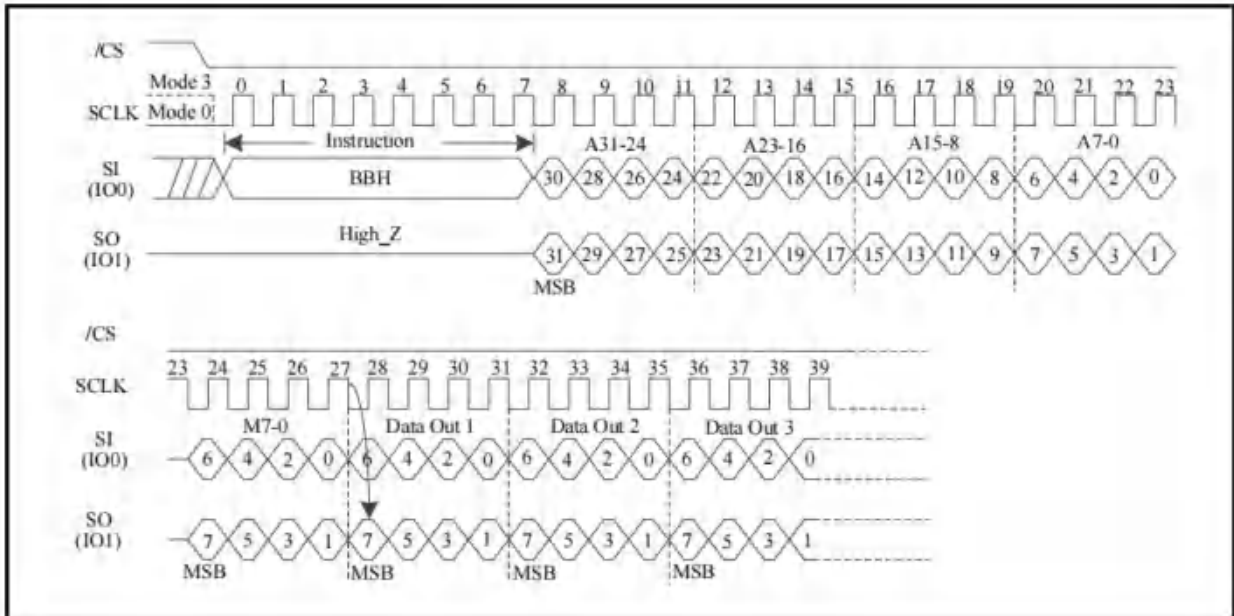 /CS
Mode 3 0 1 2 3 4 5 6 7 8 9 10 11 12 13 14 15 16 17 18 19 20 21 22 23
SCLK Mode 0
Instruction A31-24 A23-16 A15-8 A7-0
SI
(IO0) BBH 30 28 26 24 22 20 18 16 14 12 10 8 6 4 2 0
High_Z
SO
(IO1) 31 29 27 25 23 21 19 17 15 13 11 9 7 5 3 1
MSB
/CS
23 24 25 26 27 28 29 30 31 32 33 34 35 36 37 38 39
SCLK
M7-0 Data Out 1 Data Out 2 Data Out 3
SI
(IO0) 6 4 2 0 6 4 2 0 6 4 2 0 6 4 2 0
SO
(IO1) 7 5 3 1 7 5 3 1 7 5 3 1 7 5 3 1
MSB MSB MSB MSB